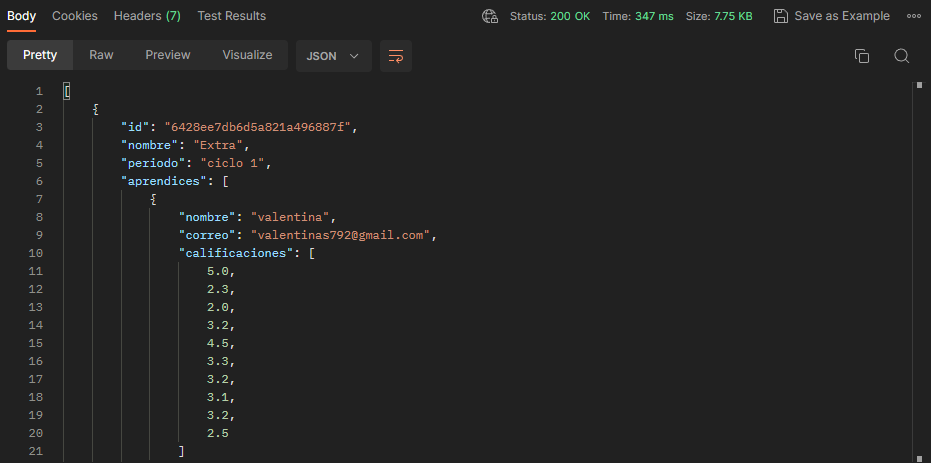 Body Cookies Headers (7) Test Results Status: 200 OK Time: 347 ms Size: 7.75 KB Save as Example
Pretty Raw Preview Visualize JSON
1 [
2 {
3 "id": "6428ee7db6d5a821a496887f",
4 "nombre": "Extra",
5 "periodo": "ciclo 1",
6 "aprendices": [
7 {
8 "nombre": "valentina",
9 "correo": "valentinas792@gmail.com",
10 "calificaciones": [
11 5.0,
12 2.3,
13 2.0,
14 3.2,
15 4.5,
16 3.3,
17 3.2,
18 3.1,
19 3.2,
20 2.5
21 ]